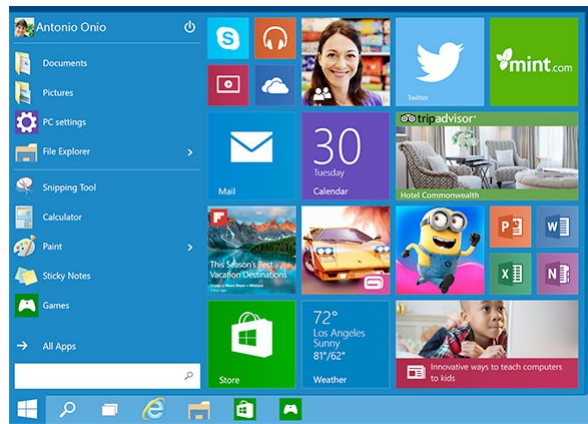 Antonio Onio
Documents
Pictures
PC settings
File Explorer
Snipping Tool
Calculator
Paint
Sticky Notes
Games
All Apps
Twitter
mint.com
Mail
30
Tuesday
Calendar
tripadvisor
Hotel Commonwealth
This Season's Best
Vacation Destinations
P
W
X
N
Store
72°
Los Angeles
Sunny
81°/62°
Weather
Innovative ways to teach computers
to kids